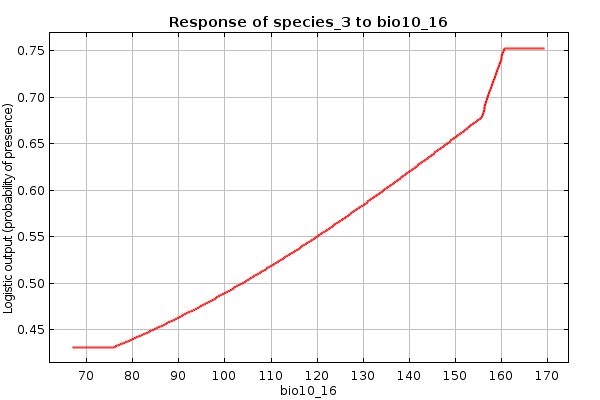 Response of species_3 to bio10_16
Logistic output (probability of presence)
0.75
0.70
0.65
0.60
0.55
0.50
0.45
70 80 90 100 110 120 130 140 150 160 170
bio10_16